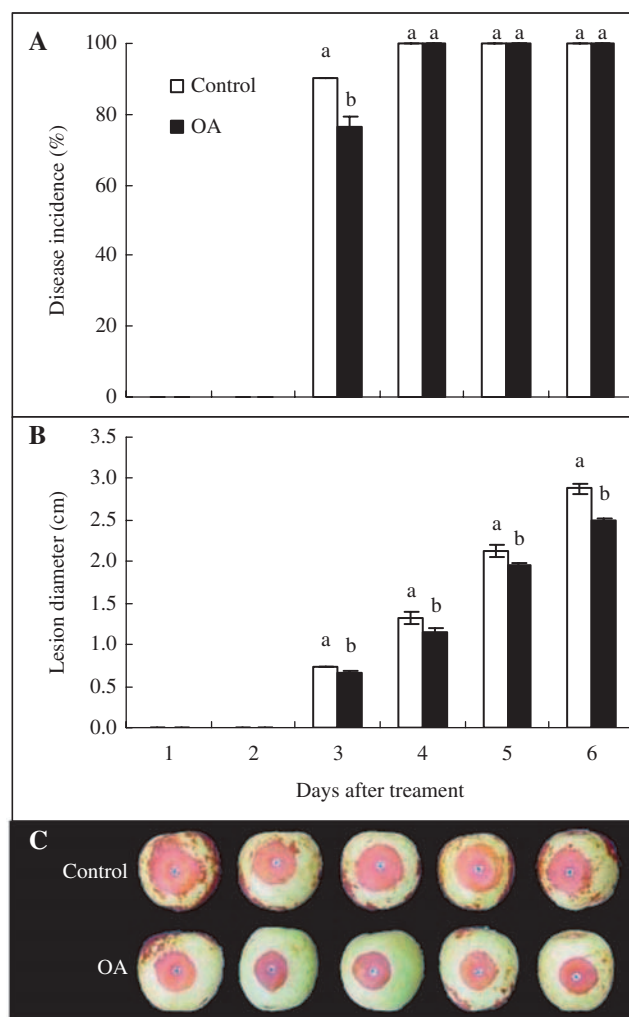 A
100
80
60
40
20
0
Disease incidence (%)
Control
OA
a
b
a a
a a
a a
B
3.5
3.0
2.5
2.0
1.5
1.0
0.5
0.0
Lesion diameter (cm)
a
b
a
b
a
b
a
b
1 2 3 4 5 6
Days after treament
C
Control
OA